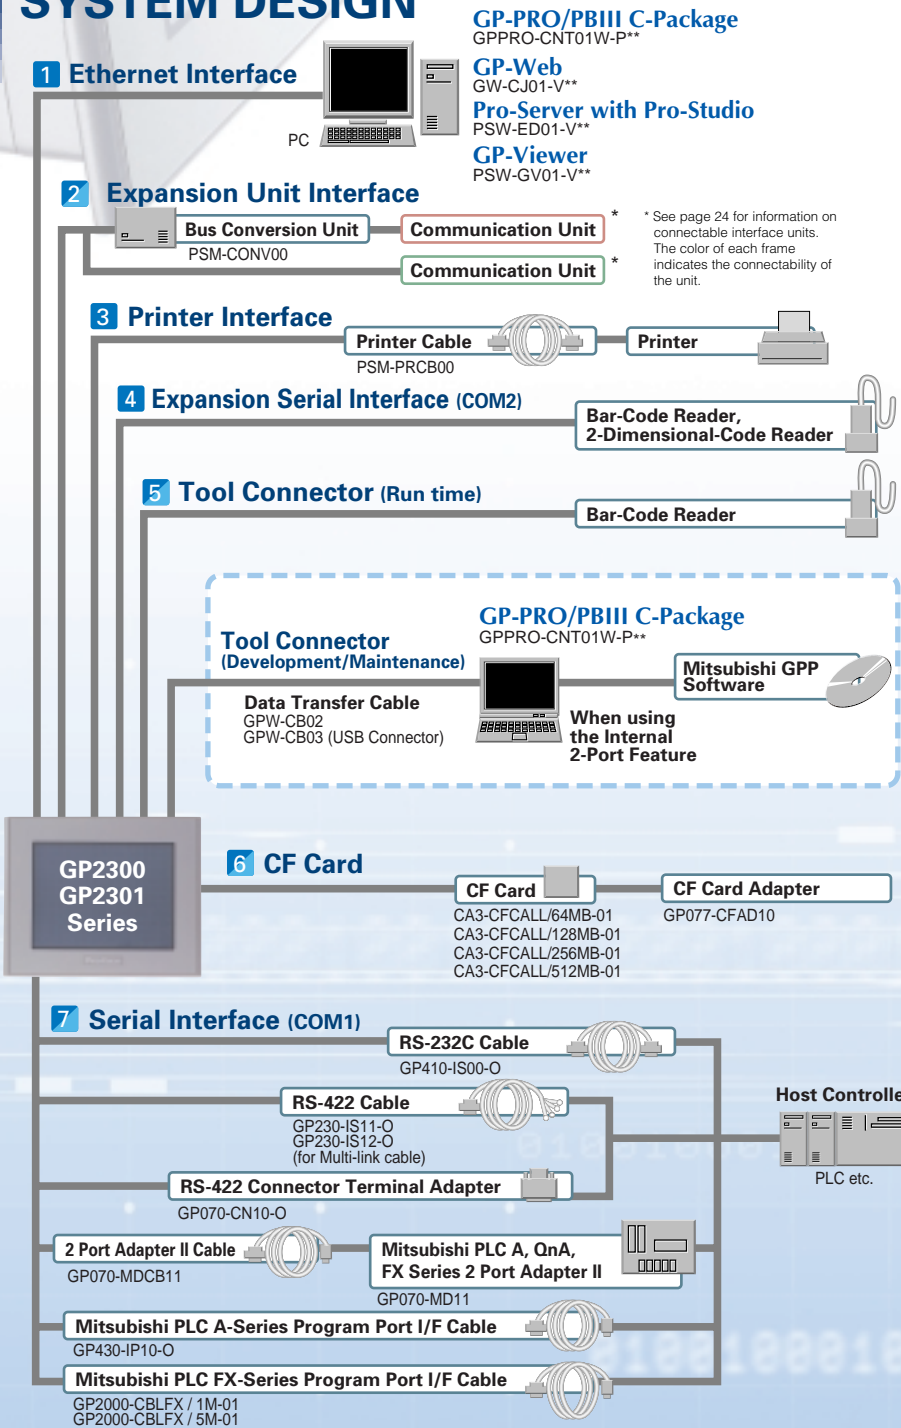 SYSTEM DESIGN
GP-PRO/PBIII C-Package
GPPRO-CNT01W-P**
1 Ethernet Interface
PC
GP-Web
GW-CJ01-V**
Pro-Server with Pro-Studio
PSW-ED01-V**
GP-Viewer
PSW-GV01-V**
2 Expansion Unit Interface
Bus Conversion Unit
PSM-CONV00
Communication Unit *
Communication Unit *
* See page 24 for information on
connectable interface units.
The color of each frame
indicates the connectability of
the unit.
3 Printer Interface
Printer Cable
PSM-PRCB00
Printer
4 Expansion Serial Interface (COM2)
Bar-Code Reader,
2-Dimensional-Code Reader
5 Tool Connector (Run time)
Bar-Code Reader
Tool Connector
(Development/Maintenance)
Data Transfer Cable
GPW-CB02
GPW-CB03 (USB Connector)
GP-PRO/PBIII C-Package
GPPRO-CNT01W-P**
When using
the Internal
2-Port Feature
Mitsubishi GPP
Software
GP2300
GP2301
Series
6 CF Card
CF Card
CA3-CFCALL/64MB-01
CA3-CFCALL/128MB-01
CA3-CFCALL/256MB-01
CA3-CFCALL/512MB-01
CF Card Adapter
GP077-CFAD10
7 Serial Interface (COM1)
RS-232C Cable
GP410-IS00-O
RS-422 Cable
GP230-IS11-O
GP230-IS12-O
(for Multi-link cable)
RS-422 Connector Terminal Adapter
GP070-CN10-O
Host Controlle
PLC etc.
2 Port Adapter II Cable
GP070-MDCB11
Mitsubishi PLC A, QnA,
FX Series 2 Port Adapter II
GP070-MD11
Mitsubishi PLC A-Series Program Port I/F Cable
GP430-IP10-O
Mitsubishi PLC FX-Series Program Port I/F Cable
GP2000-CBLFX / 1M-01
GP2000-CBLFX / 5M-01